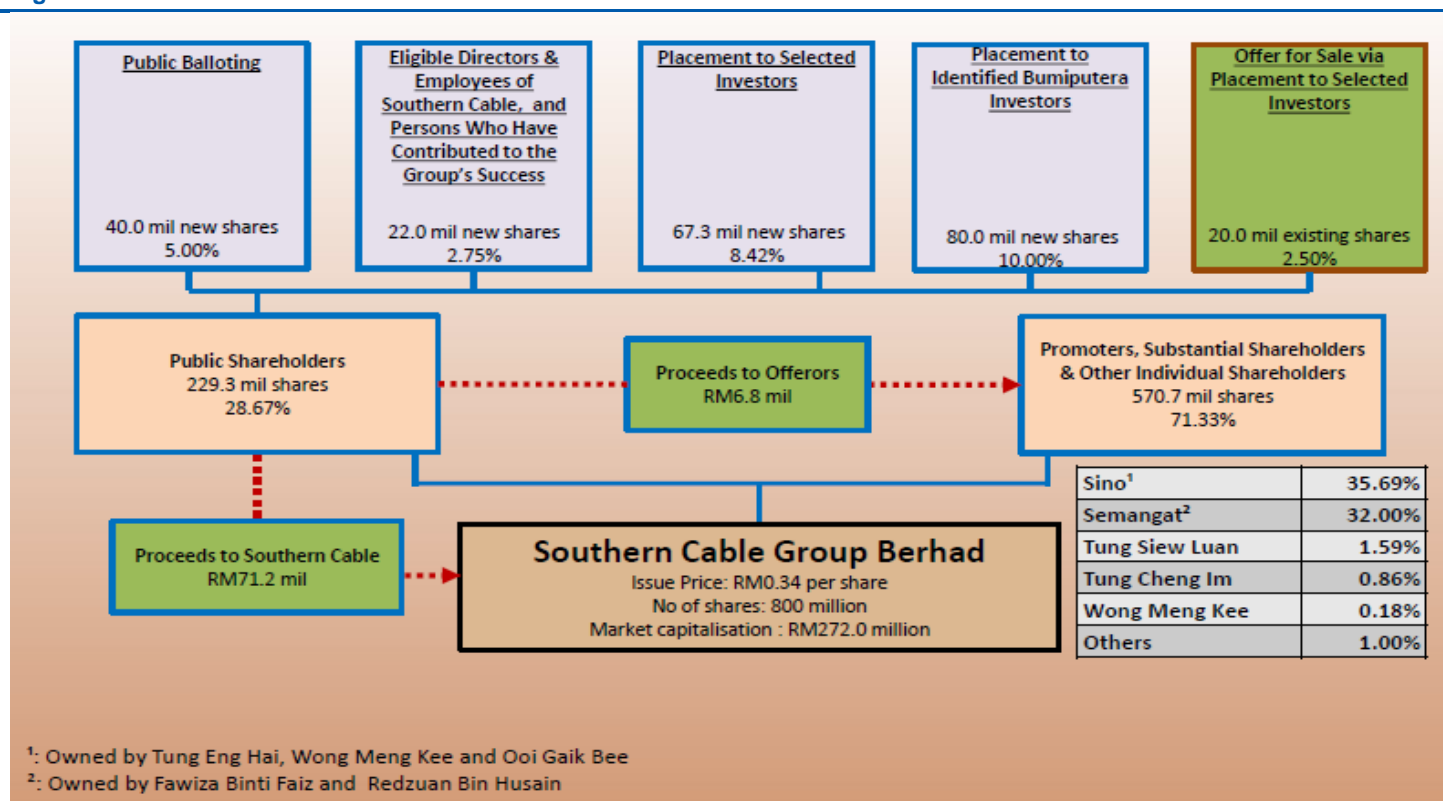 Public Balloting
40.0 mil new shares
5.00%
Eligible Directors &
Employees of
Southern Cable, and
Persons Who Have
Contributed to the
Group's Success
22.0 mil new shares
2.75%
Placement to Selected
Investors
67.3 mil new shares
8.42%
Placement to
Identified Bumiputera
Investors
80.0 mil new shares
10.00%
Offer for Sale via
Placement to Selected
Investors
20.0 mil existing shares
2.50%
Public Shareholders
229.3 mil shares
28.67%
Proceeds to Offerors
RM6.8 mil
Promoters, Substantial Shareholders
& Other Individual Shareholders
570.7 mil shares
71.33%
Proceeds to Southern Cable
RM71.2 mil
Southern Cable Group Berhad
Issue Price: RM0.34 per share
No of shares: 800 million
Market capitalisation : RM272.0 million
Sino¹ 35.69%
Semangat² 32.00%
Tung Siew Luan 1.59%
Tung Cheng Im 0.86%
Wong Meng Kee 0.18%
Others 1.00%
¹: Owned by Tung Eng Hai, Wong Meng Kee and Ooi Gaik Bee
²: Owned by Fawiza Binti Faiz and Redzuan Bin Husain